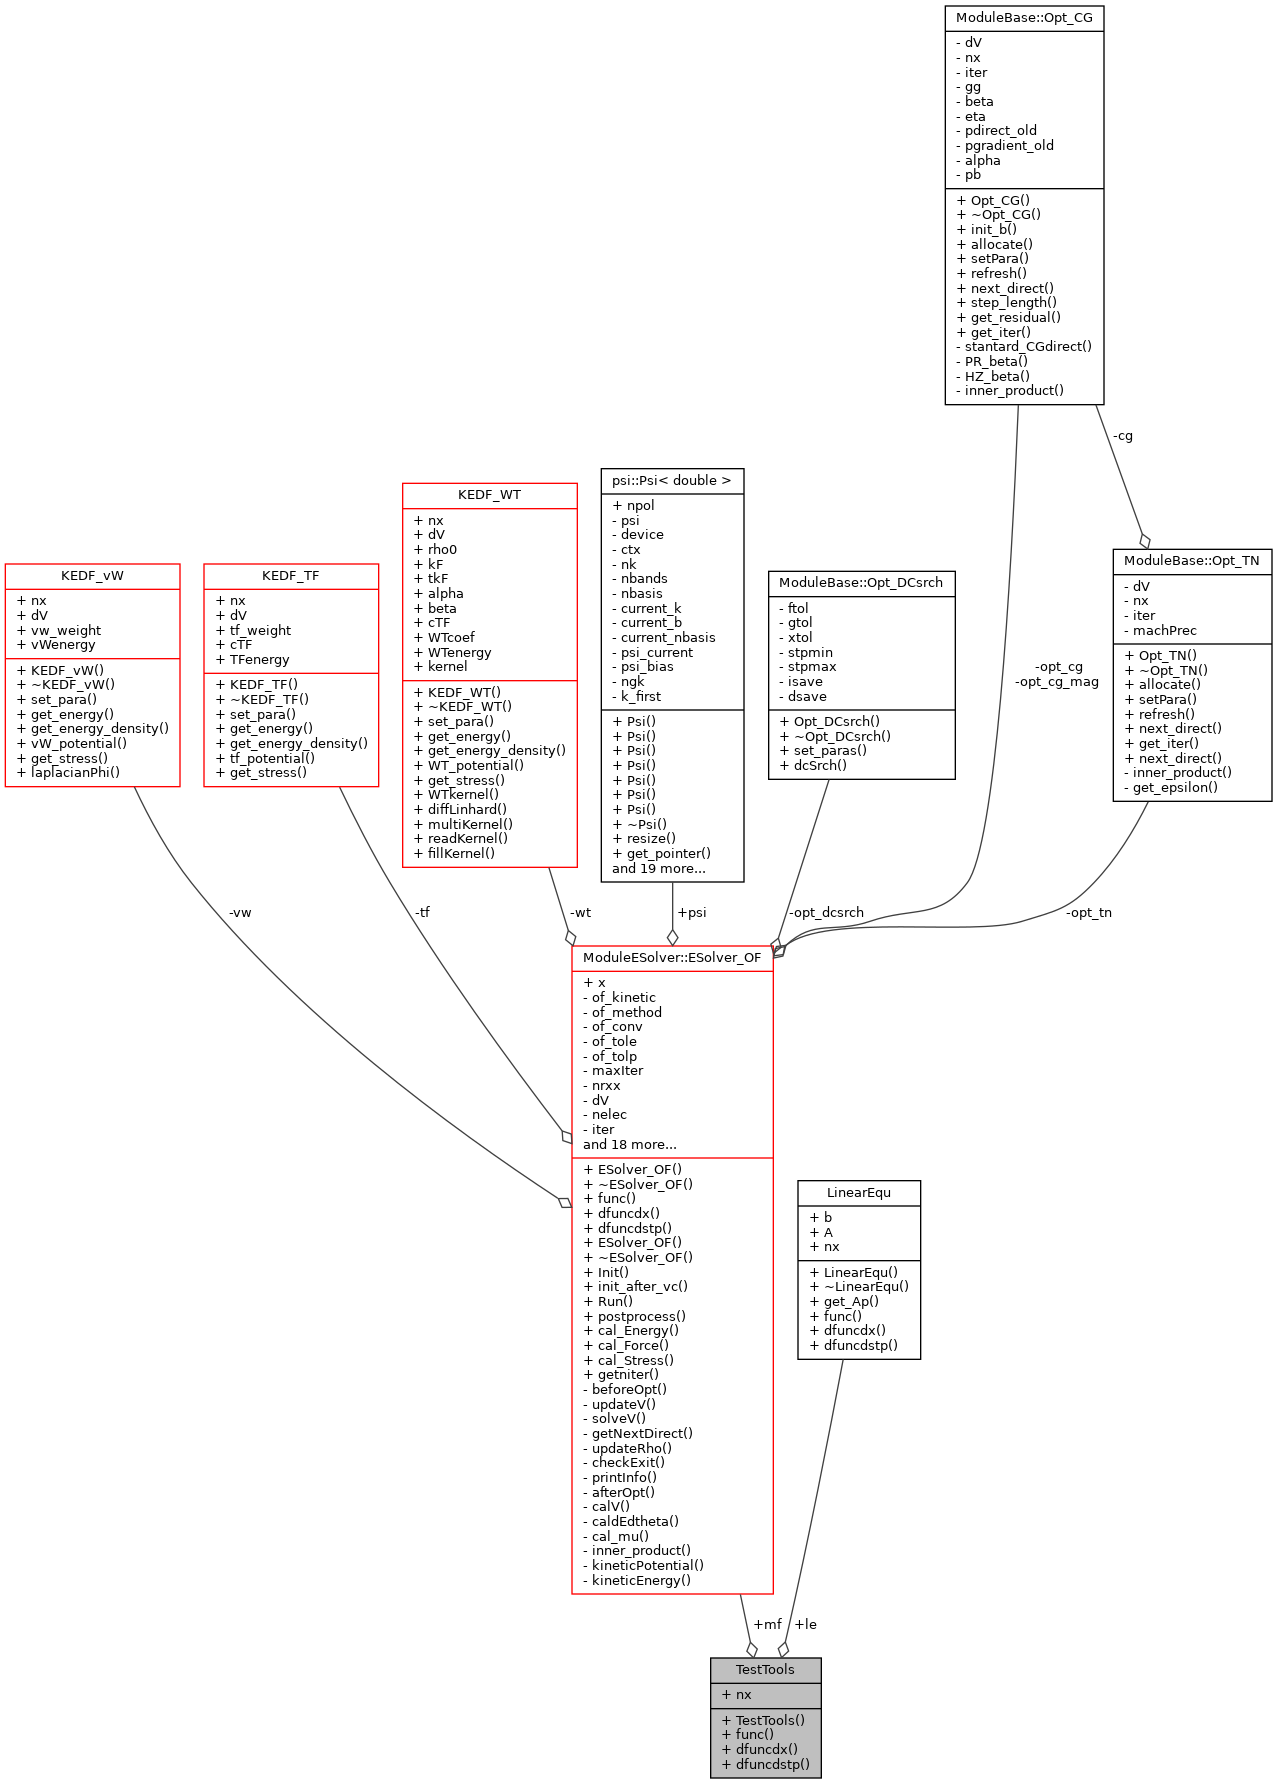 ModuleBase::Opt_CG
- dV
- nx
- iter
- gg
- beta
- eta
- pdirect_old
- pgradient_old
- alpha
- pb
+ Opt_CG()
+ ~Opt_CG()
+ init_b()
+ allocate()
+ setPara()
+ refresh()
+ next_direct()
+ step_length()
+ get_residual()
+ get_iter()
- stantard_CGdirect()
- PR_beta()
- HZ_beta()
- inner_product()
-cg
KEDF_vW
+ nx
+ dV
+ vw_weight
+ vWenergy
+ KEDF_vW()
+ ~KEDF_vW()
+ set_para()
+ get_energy()
+ get_energy_density()
+ vW_potential()
+ get_stress()
+ laplacianPhi()
KEDF_TF
+ nx
+ dV
+ tf_weight
+ cTF
+ TFenergy
+ KEDF_TF()
+ ~KEDF_TF()
+ set_para()
+ get_energy()
+ get_energy_density()
+ tf_potential()
+ get_stress()
KEDF_WT
+ nx
+ dV
+ rho0
+ kF
+ tkF
+ alpha
+ beta
+ cTF
+ WTcoef
+ WTenergy
+ kernel
+ KEDF_WT()
+ ~KEDF_WT()
+ set_para()
+ get_energy()
+ get_energy_density()
+ WT_potential()
+ get_stress()
+ WTkernel()
+ diffLinhard()
+ multiKernel()
+ readKernel()
+ fillKernel()
psi::Psi< double >
+ npol
- psi
- device
- ctx
- nk
- nbands
- nbasis
- current_k
- current_b
- current_nbasis
- psi_current
- psi_bias
- ngk
- k_first
+ Psi()
+ Psi()
+ Psi()
+ Psi()
+ Psi()
+ Psi()
+ Psi()
+ ~Psi()
+ resize()
+ get_pointer()
and 19 more...
ModuleBase::Opt_DCsrch
- ftol
- gtol
- xtol
- stpmin
- stpmax
- isave
- dsave
+ Opt_DCsrch()
+ ~Opt_DCsrch()
+ set_paras()
+ dcSrch()
-opt_cg
-opt_cg_mag
ModuleBase::Opt_TN
- dV
- nx
- iter
- machPrec
+ Opt_TN()
+ ~Opt_TN()
+ allocate()
+ setPara()
+ refresh()
+ next_direct()
+ get_iter()
+ next_direct()
- inner_product()
- get_epsilon()
-vw
-tf
-wt
+psi
-opt_dcsrch
-opt_tn
ModuleESolver::ESolver_OF
+ x
- of_kinetic
- of_method
- of_conv
- of_tole
- of_tolp
- maxIter
- nrxx
- dV
- nelec
- iter
and 18 more...
+ ESolver_OF()
+ ~ESolver_OF()
+ func()
+ dfuncdx()
+ dfuncdstp()
+ ESolver_OF()
+ ~ESolver_OF()
+ Init()
+ init_after_vc()
+ Run()
+ postprocess()
+ cal_Energy()
+ cal_Force()
+ cal_Stress()
+ getniter()
- beforeOpt()
- updateV()
- solveV()
- getNextDirect()
- updateRho()
- checkExit()
- printInfo()
- afterOpt()
- calV()
- caldEdtheta()
- cal_mu()
- inner_product()
- kineticPotential()
- kineticEnergy()
LinearEqu
+ b
+ A
+ nx
+ LinearEqu()
+ ~LinearEqu()
+ get_Ap()
+ func()
+ dfuncdx()
+ dfuncdstp()
+mf
+le
TestTools
+ nx
+ TestTools()
+ func()
+ dfuncdx()
+ dfuncdstp()